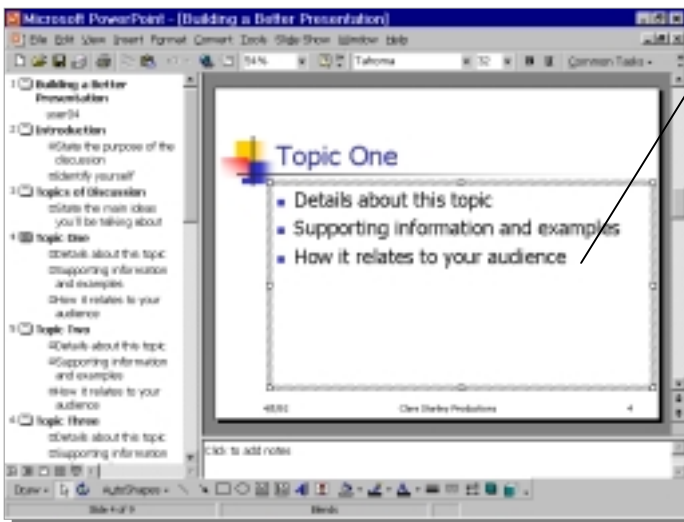 Microsoft PowerPoint - [Building a Better Presentation]
File Edit View Insert Format Convert Tools Slide Show Window Help
54% Tahoma 32 B U Common Tasks
1 Building a Better
Presentation
user04
2 Introduction
State the purpose of the
discussion
Identify yourself
3 Topics of Discussion
State the main ideas
you'll be talking about
4 Topic One
Details about this topic
Supporting information
and examples
How it relates to your
audience
5 Topic Two
Details about this topic
Supporting information
and examples
How it relates to your
audience
6 Topic Three
Details about this topic
Supporting information
Topic One
Details about this topic
Supporting information and examples
How it relates to your audience
4
Click to add notes
Draw AutoShapes
Slide 4 of 9 Blends